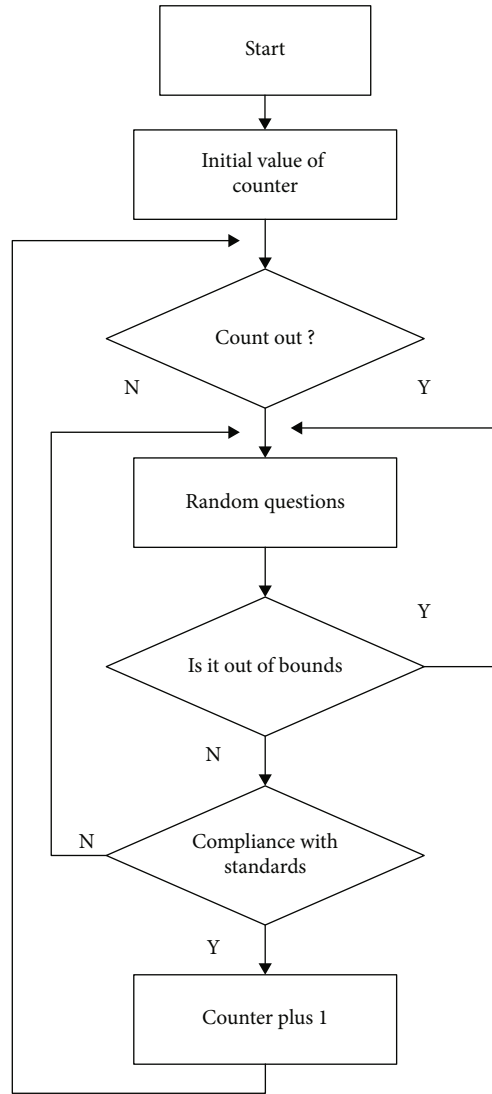 Start
Initial value of
counter
Count out ?
N
Y
Random questions
Y
Is it out of bounds
N
N
Compliance with
standards
Y
Counter plus 1